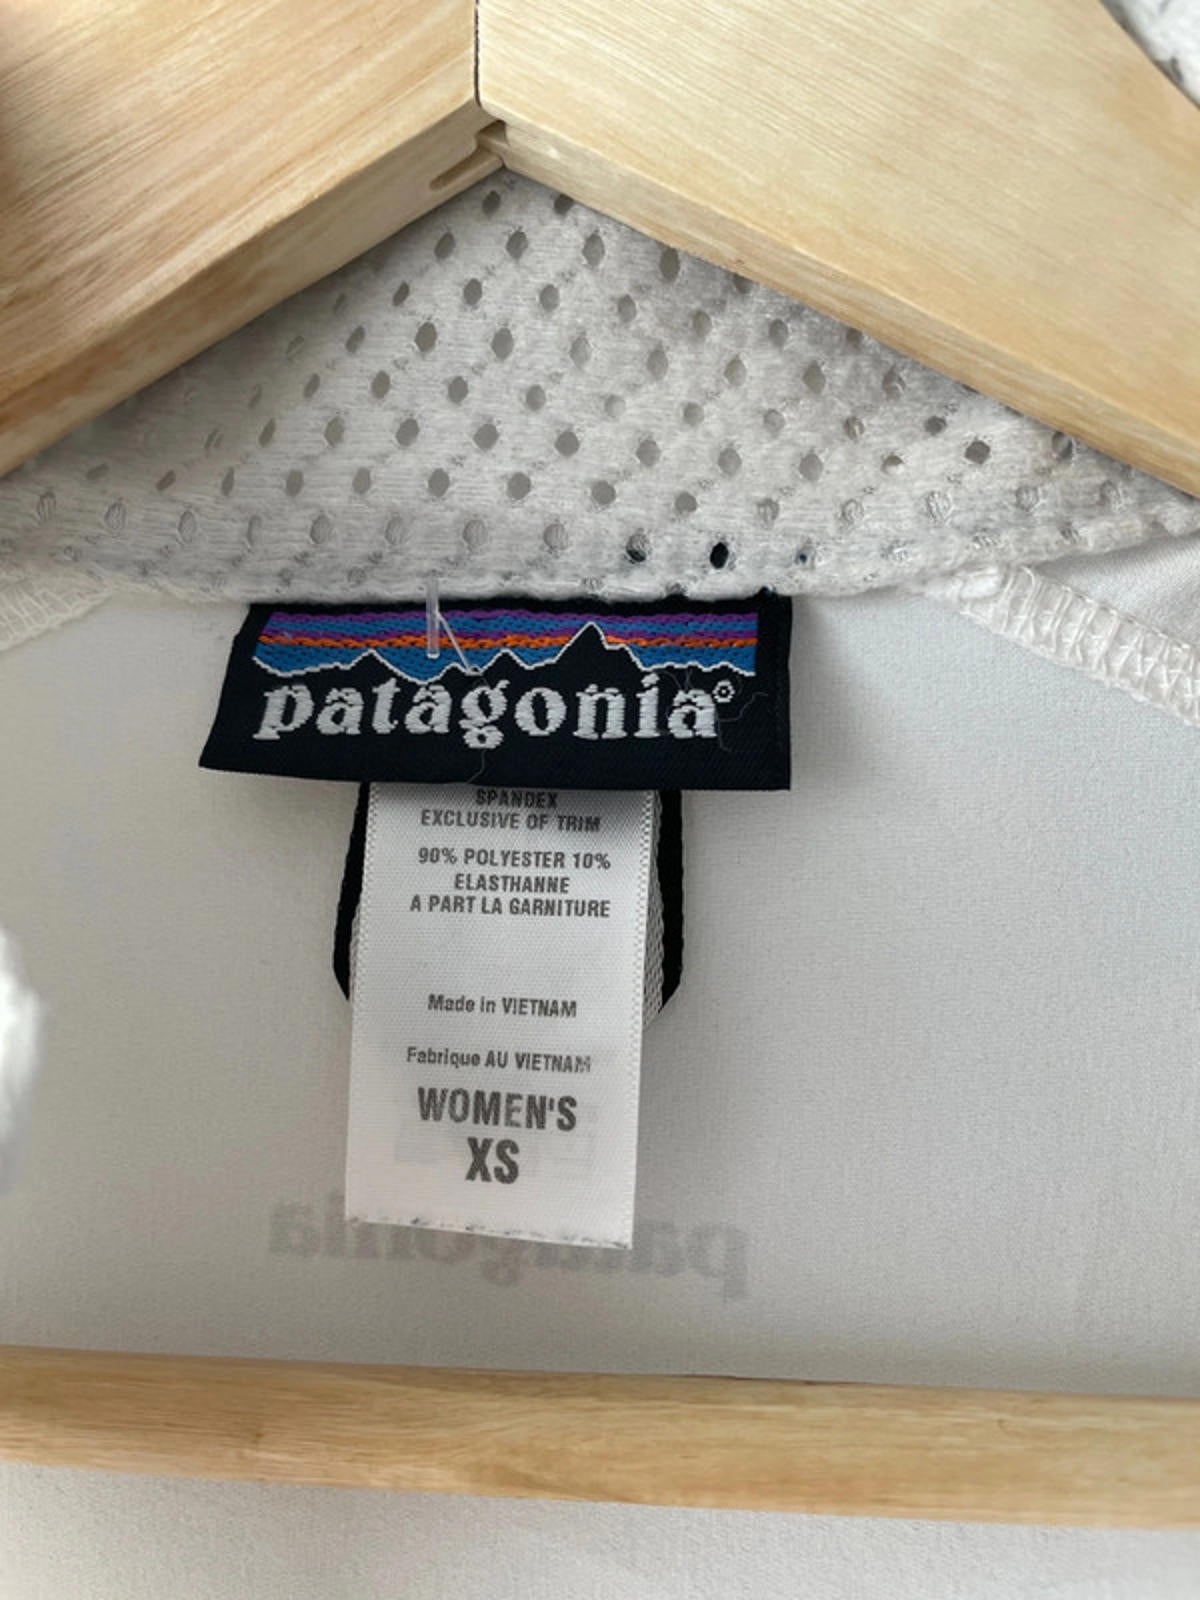 patagonia®
SPANDEX
EXCLUSIVE OF TRIM
90% POLYESTER 10%
ELASTHANNE
A PART LA GARNITURE
Made in VIETNAM
Fabrique AU VIETNAM
WOMEN'S
XS
patagonia